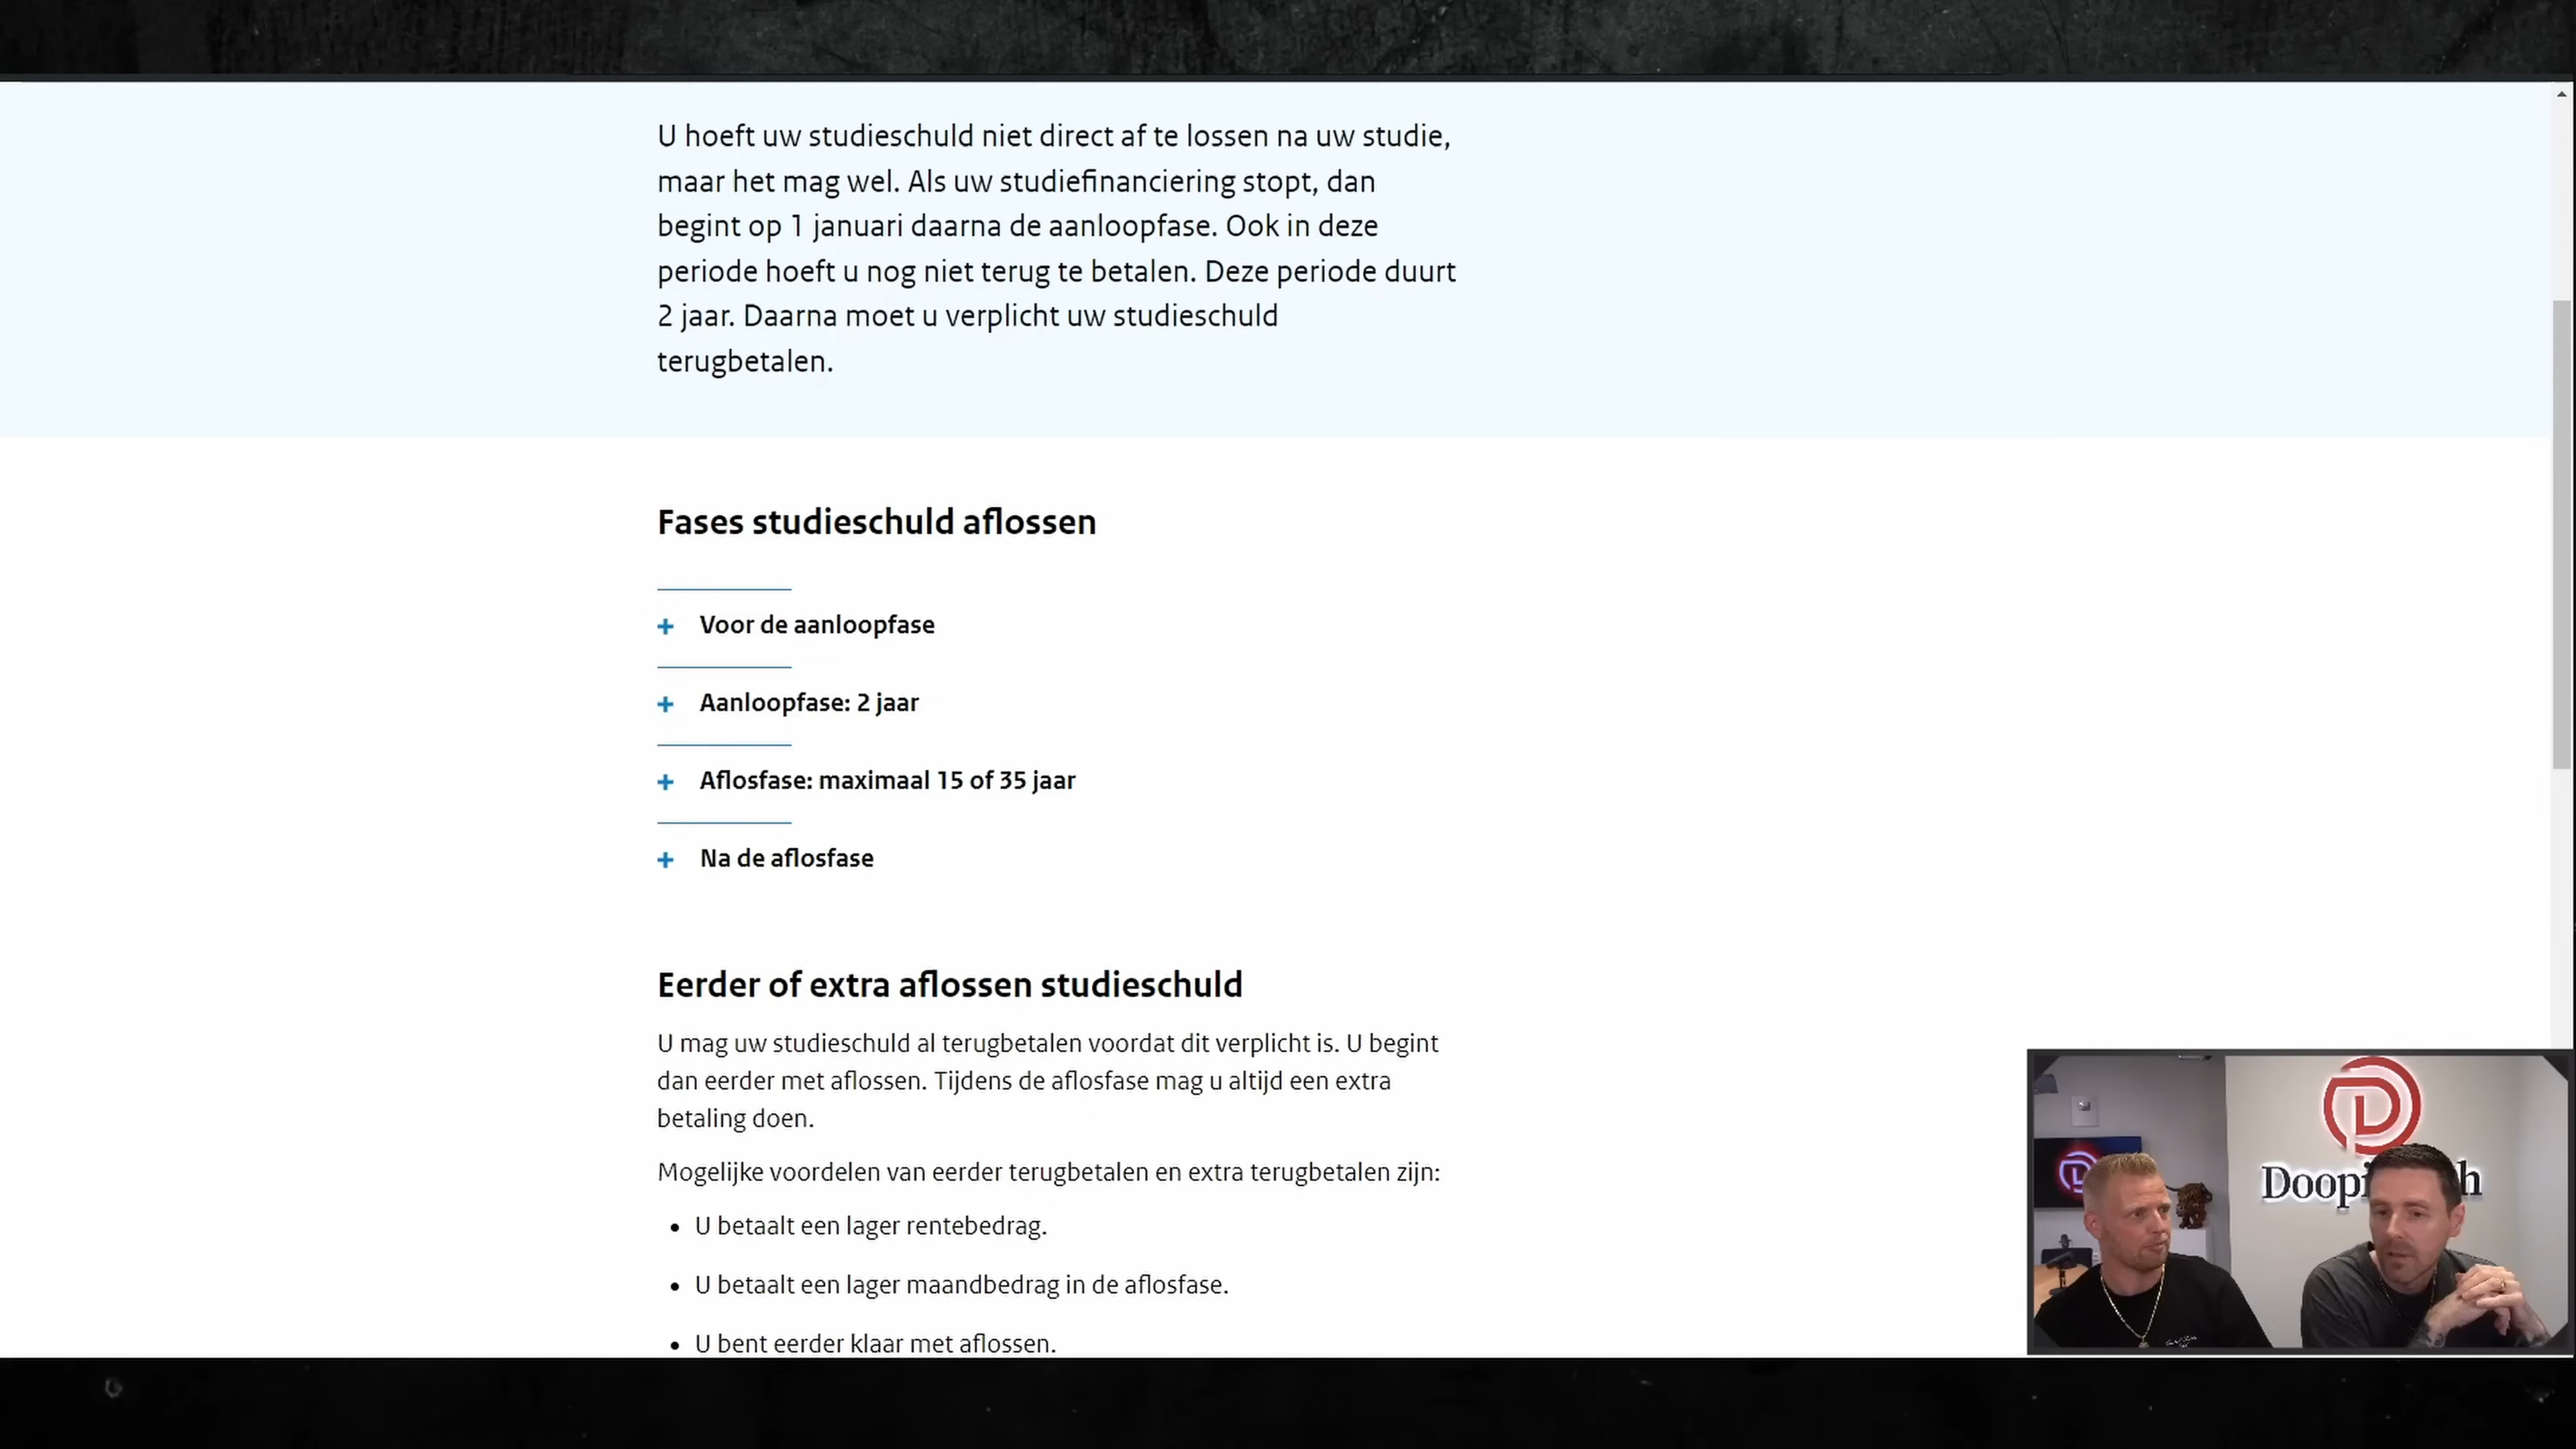 U hoeft uw studieschuld niet direct af te lossen na uw studie,
maar het mag wel. Als uw studiefinanciering stopt, dan
begint op 1 januari daarna de aanloopfase. Ook in deze
periode hoeft u nog niet terug te betalen. Deze periode duurt
2 jaar. Daarna moet u verplicht uw studieschuld
terugbetalen.
Fases studieschuld aflossen
+ Voor de aanloopfase
+ Aanloopfase: 2 jaar
+ Aflosfase: maximaal 15 of 35 jaar
+ Na de aflosfase
Eerder of extra aflossen studieschuld
U mag uw studieschuld al terugbetalen voordat dit verplicht is. U begint
dan eerder met aflossen. Tijdens de aflosfase mag u altijd een extra
betaling doen.
Mogelijke voordelen van eerder terugbetalen en extra terugbetalen zijn:
• U betaalt een lager rentebedrag.
• U betaalt een lager maandbedrag in de aflosfase.
• U bent eerder klaar met aflossen.